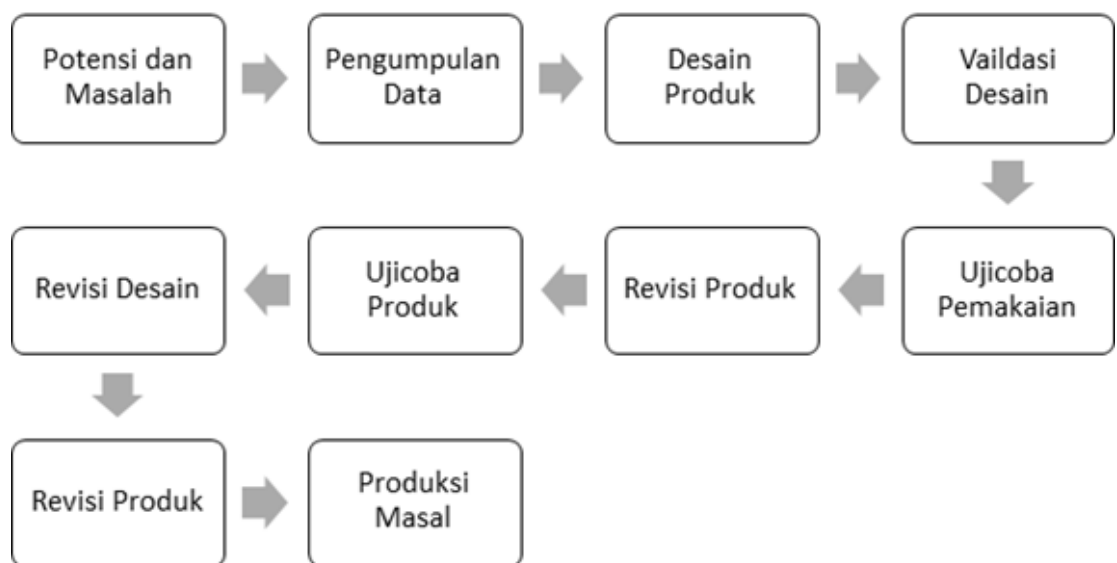 Potensi dan
Masalah
Pengumpulan
Data
Desain
Produk
Vaildasi
Desain
Ujicoba
Pemakaian
Revisi Produk
Ujicoba
Produk
Revisi Desain
Revisi Produk
Produksi
Masal